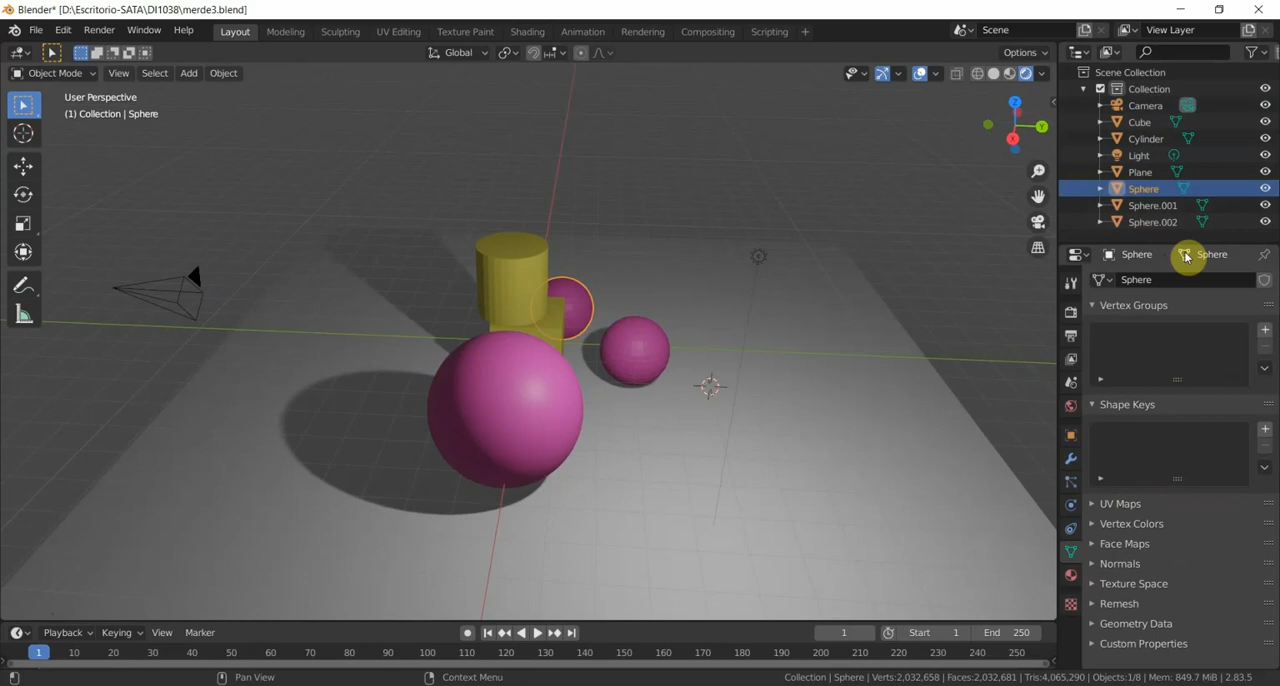 Blender* [D:\Escritorio-SATA\DI1038\merde3.blend]
File Edit Render Window Help Layout Modeling Sculpting UV Editing Texture Paint Shading Animation Rendering Compositing Scripting + Scene View Layer
Global Options
Object Mode View Select Add Object
User Perspective
(1) Collection | Sphere
Z
Y
X
Scene Collection
Collection
Camera
Cube
Cylinder
Light
Plane
Sphere
Sphere.001
Sphere.002
Sphere Sphere
Sphere
Vertex Groups
Shape Keys
UV Maps
Vertex Colors
Face Maps
Normals
Texture Space
Remesh
Geometry Data
Custom Properties
Playback Keying View Marker 1 Start 1 End 250
1 10 20 30 40 50 60 70 80 90 100 110 120 130 140 150 160 170 180 190 200 210 220 230 240 250
Pan View Context Menu Collection | Sphere | Verts:2,032,658 | Faces:2,032,681 | Tris:4,065,290 | Objects:1/8 | Mem: 849.7 MiB | 2.83.5